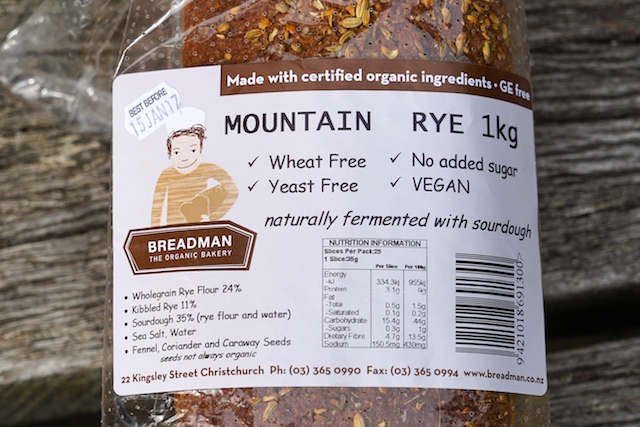 Made with certified organic ingredients • GE free
BEST BEFORE
15JAN17
MOUNTAIN RYE 1kg
✓ Wheat Free ✓ No added sugar
✓ Yeast Free ✓ VEGAN
naturally fermented with sourdough
BREADMAN
THE ORGANIC BAKERY
• Wholegrain Rye Flour 24%
• Kibbled Rye 11%
• Sourdough 35% (rye flour and water)
• Sea Salt, Water
• Fennel, Coriander and Caraway Seeds
seeds not always organic
NUTRITION INFORMATION
Slices Per Pack:25
1 Slice:35g
Per Slice Per 100g
Energy
-kJ 334.3kj 955kj
Protein 3.1g 9g
Fat
-Total 0.5g 1.5g
-Saturated 0.1g 0.2g
Carbohydrate 15.4g 44g
-Sugars 0.3g 1g
Dietary Fibre 4.7g 13.5g
Sodium 150.5mg 430mg
9421018691300>
22 Kingsley Street Christchurch Ph: (03) 365 0990 Fax: (03) 365 0994 www.breadman.co.nz